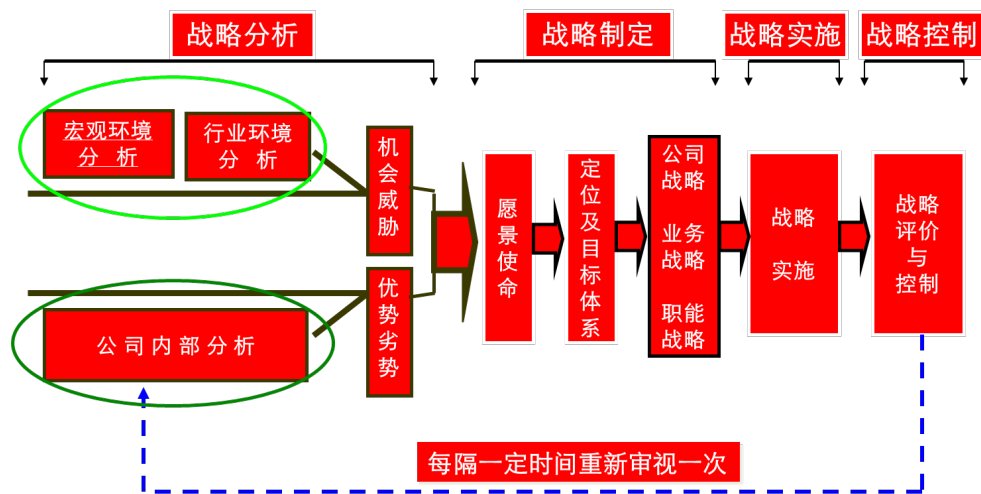 战略分析
战略制定
战略实施
战略控制
宏观环境
分 析
行业环境
分 析
机会威胁
优势劣势
公司内部分析
愿景使命
定位及目标体系
公司
战略
业务
战略
职能
战略
战略
实施
战略
评价
与
控制
每隔一定时间重新审视一次